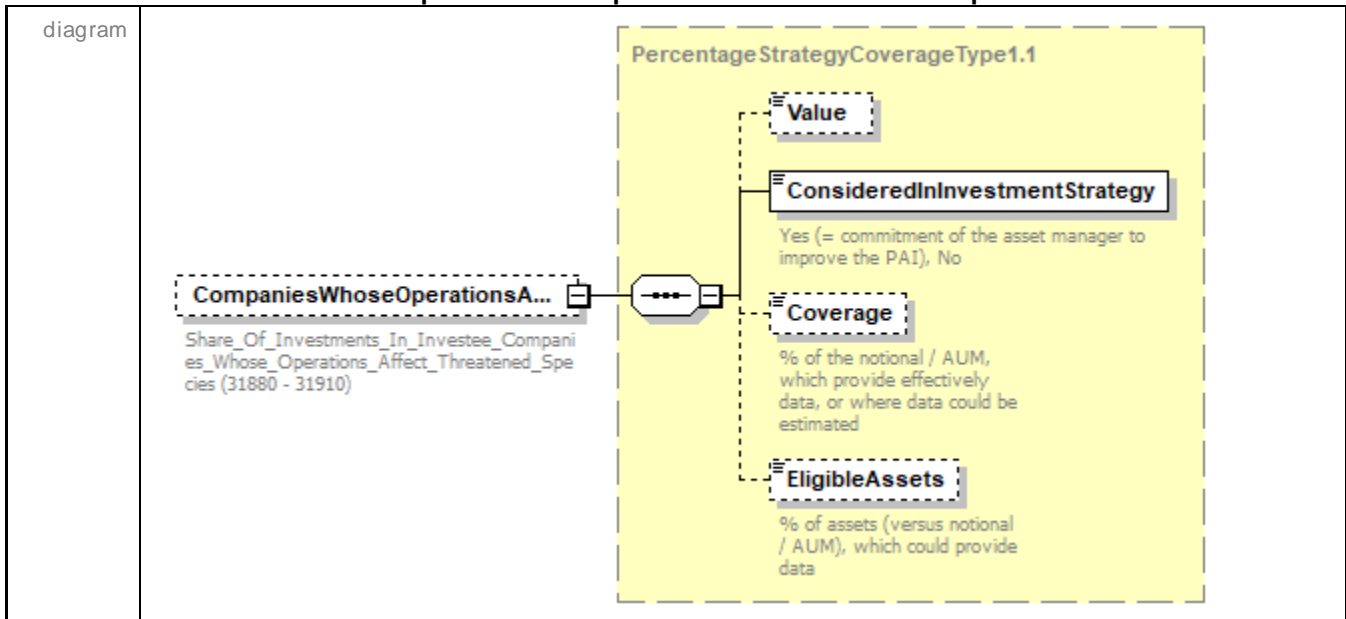 diagram
PercentageStrategyCoverageType1.1
Value
ConsideredInInvestmentStrategy
Yes (= commitment of the asset manager to
improve the PAI), No
CompaniesWhoseOperationsA...
Share_Of_Investments_In_Investee_Compani
es_Whose_Operations_Affect_Threatened_Spe
cies (31880 - 31910)
Coverage
% of the notional / AUM,
which provide effectively
data, or where data could be
estimated
EligibleAssets
% of assets (versus notional
/ AUM), which could provide
data